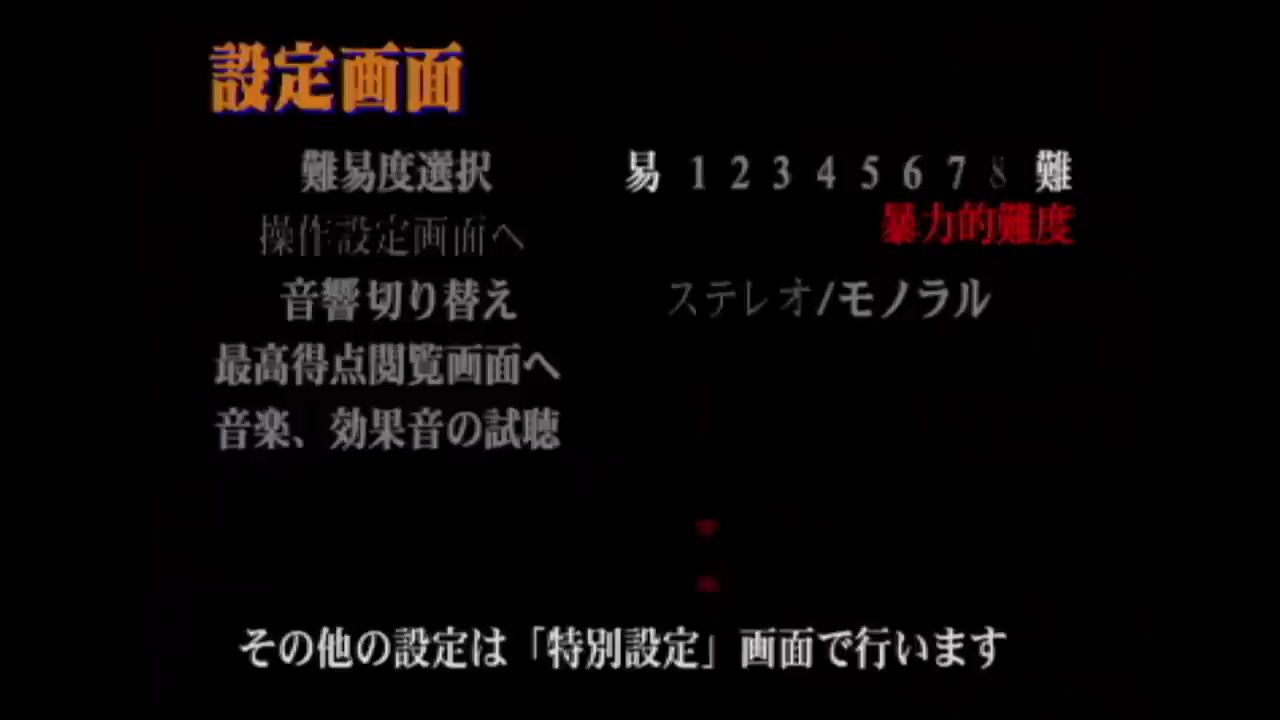 設定画面
難易度選択 易 1 2 3 4 5 6 7 8 難
暴力的難度
操作設定画面へ
音響切り替え ステレオ/モノラル
最高得点閲覧画面へ
音楽、効果音の試聴
その他の設定は「特別設定」画面で行います